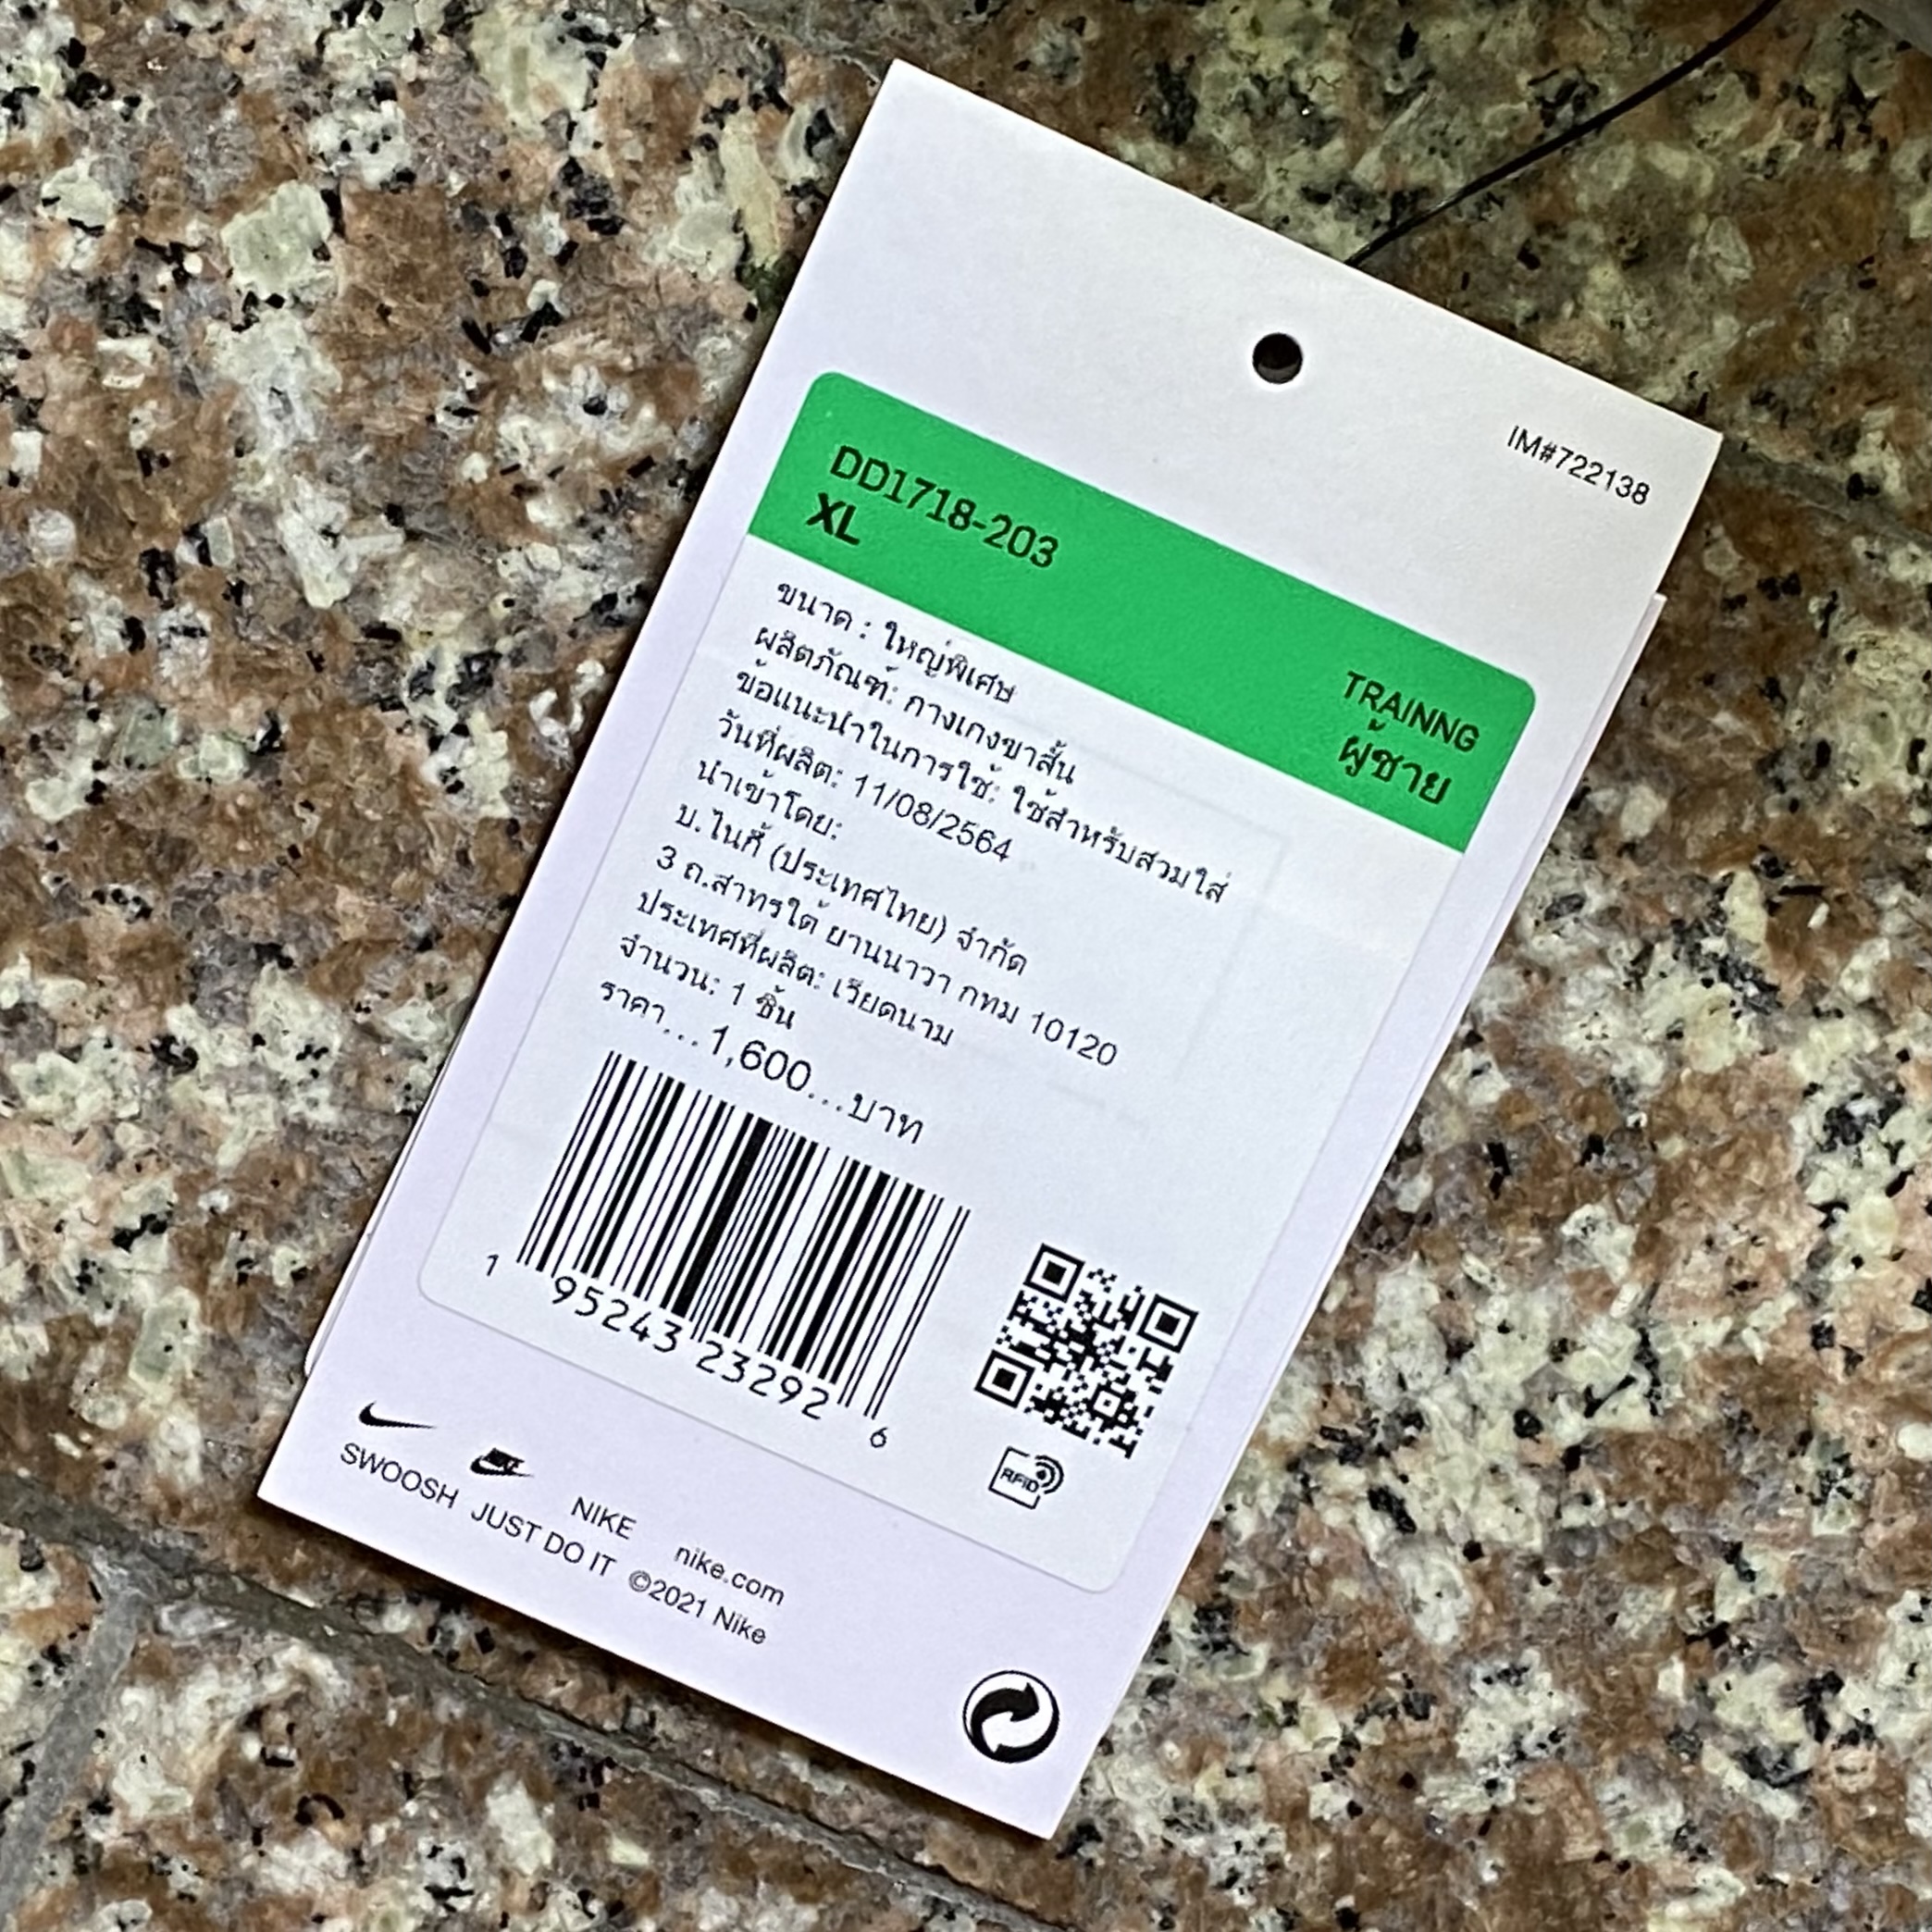 IM#722138
DD1718-203
XL
TRAINNG
ผู้ชาย
ขนาด : ใหญ่พิเศษ
ผลิตภัณฑ์: กางเกงขาสั้น
ข้อแนะนำในการใช้: ใช้สำหรับสวมใส่
วันที่ผลิต: 11/08/2564
นำเข้าโดย:
บ. ไนกี้ (ประเทศไทย) จำกัด
3 ถ.สาทรใต้ ยานนาวา กทม 10120
ประเทศที่ผลิต: เวียดนาม
จำนวน: 1 ชิ้น
ราคา...1,600...บาท
1 95243 23292 6
RFID
NIKE nike.com
SWOOSH JUST DO IT ©2021 Nike